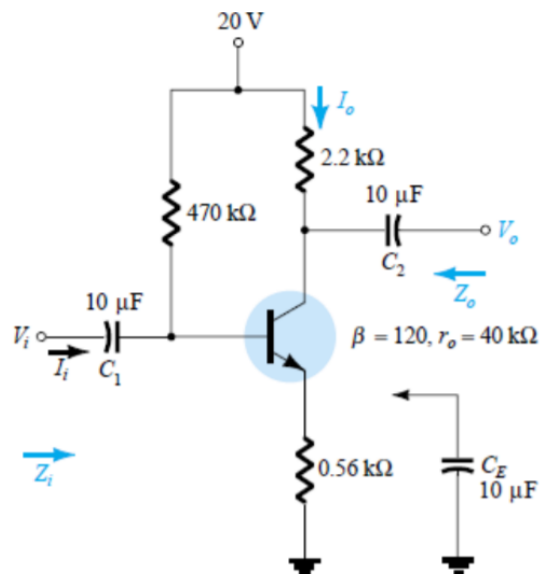 20 V
I_o
2.2 kΩ
470 kΩ
10 μF
C_2
V_o
Z_o
10 μF
V_i
I_i
C_1
β = 120, r_o = 40 kΩ
Z_i
0.56 kΩ
C_E
10 μF